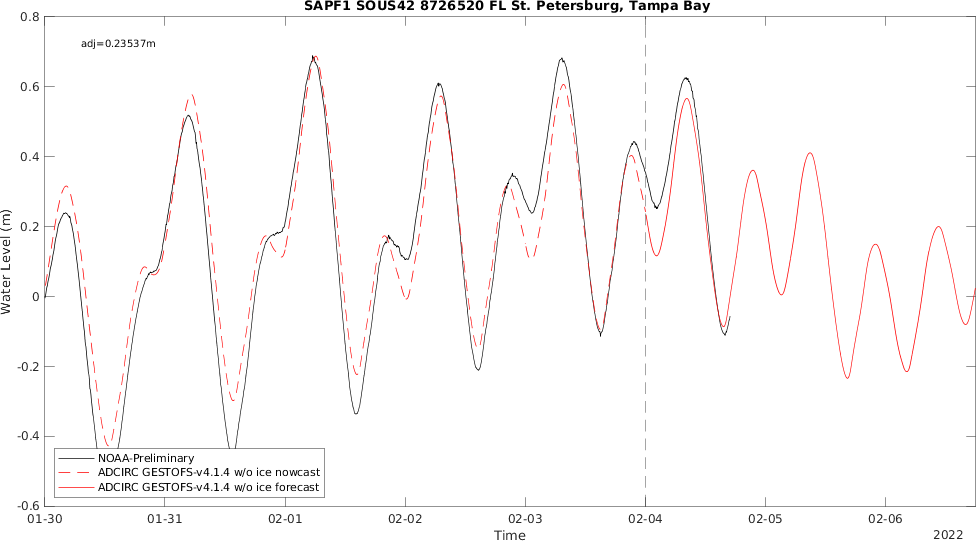 SAPF1 SOUS42 8726520 FL St. Petersburg, Tampa Bay
adj=0.23537m
0.8
0.6
0.4
0.2
0
-0.2
-0.4
-0.6
Water Level (m)
NOAA-Preliminary
ADCIRC GESTOFS-v4.1.4 w/o ice nowcast
ADCIRC GESTOFS-v4.1.4 w/o ice forecast
01-30 01-31 02-01 02-02 02-03 02-04 02-05 02-06
Time
2022